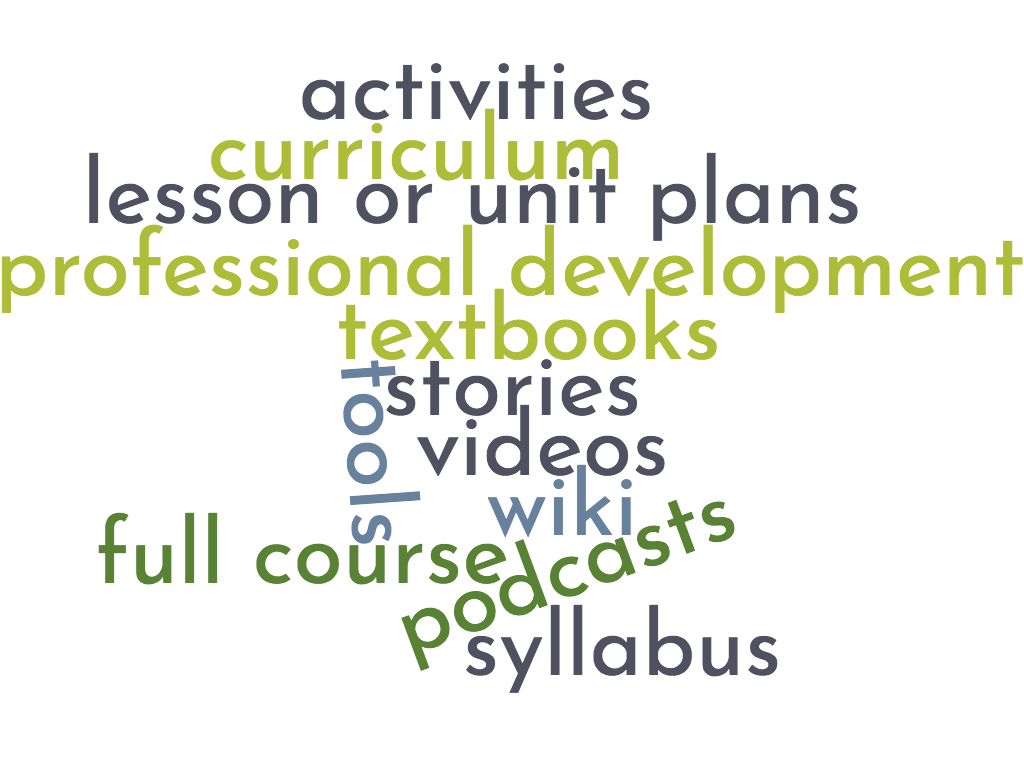 activities
curriculum
lesson or unit plans
professional development
textbooks
tools
stories
videos
wiki
full course
podcasts
syllabus